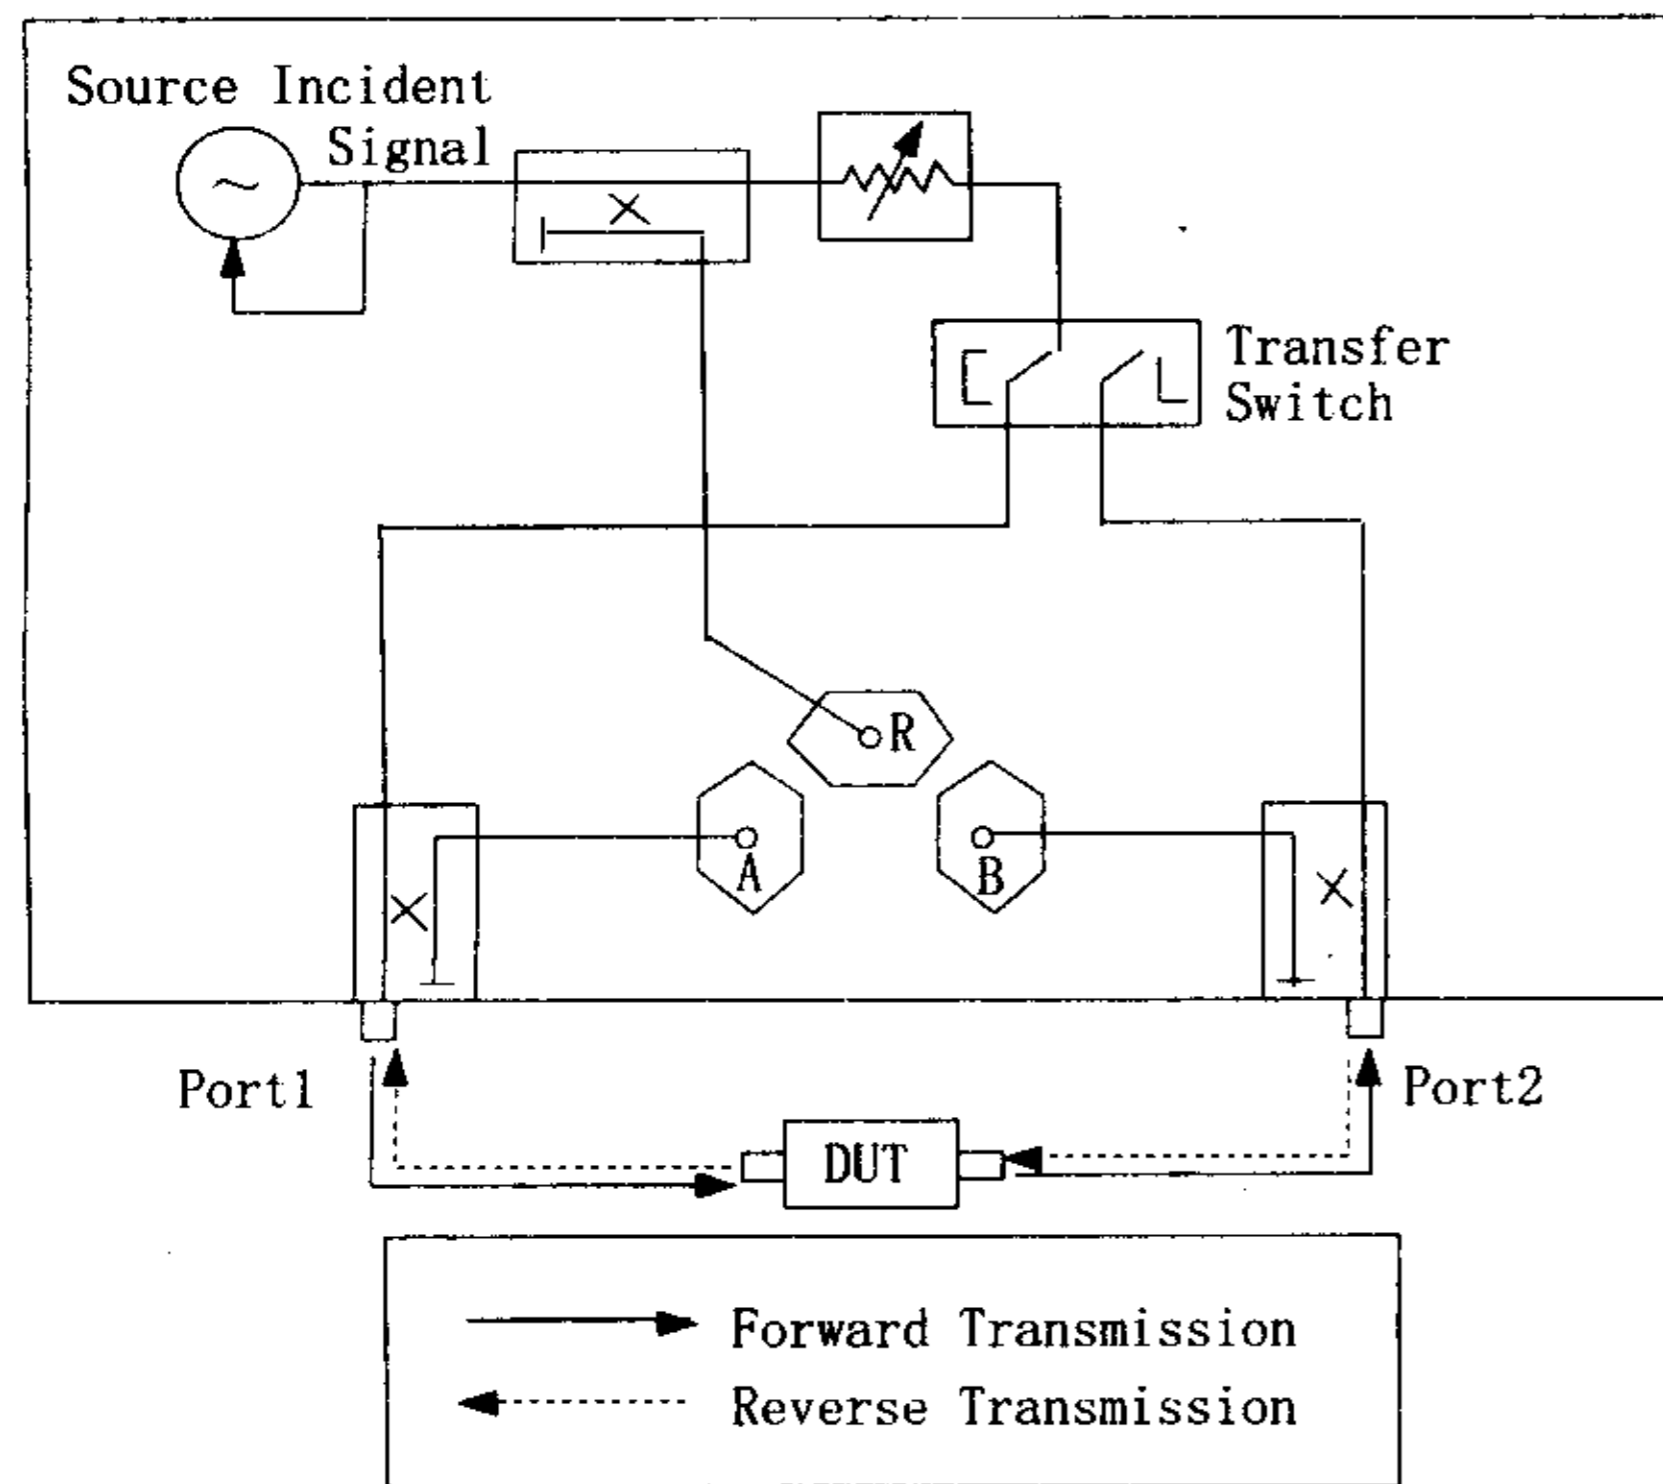 Source Incident
Signal
Transfer
Switch
R
A
B
Port1
Port2
DUT
Forward Transmission
Reverse Transmission